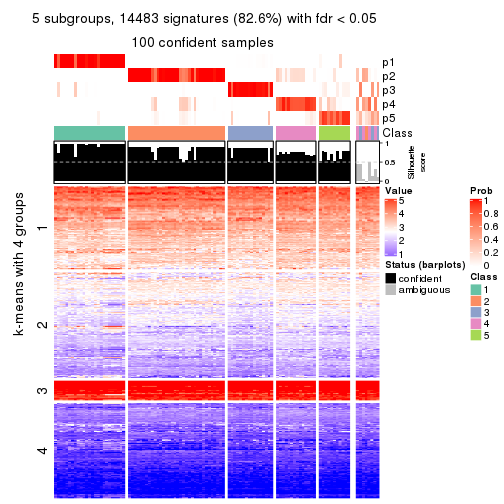 5 subgroups, 14483 signatures (82.6%) with fdr < 0.05
100 confident samples
p1
p2
p3
p4
p5
Class
1
0.5
0
Silhouette
score
k-means with 4 groups
1
2
3
4
Value
5
4
3
2
1
Status (barplots)
confident
ambiguous
Prob
1
0.8
0.6
0.4
0.2
0
Class
1
2
3
4
5